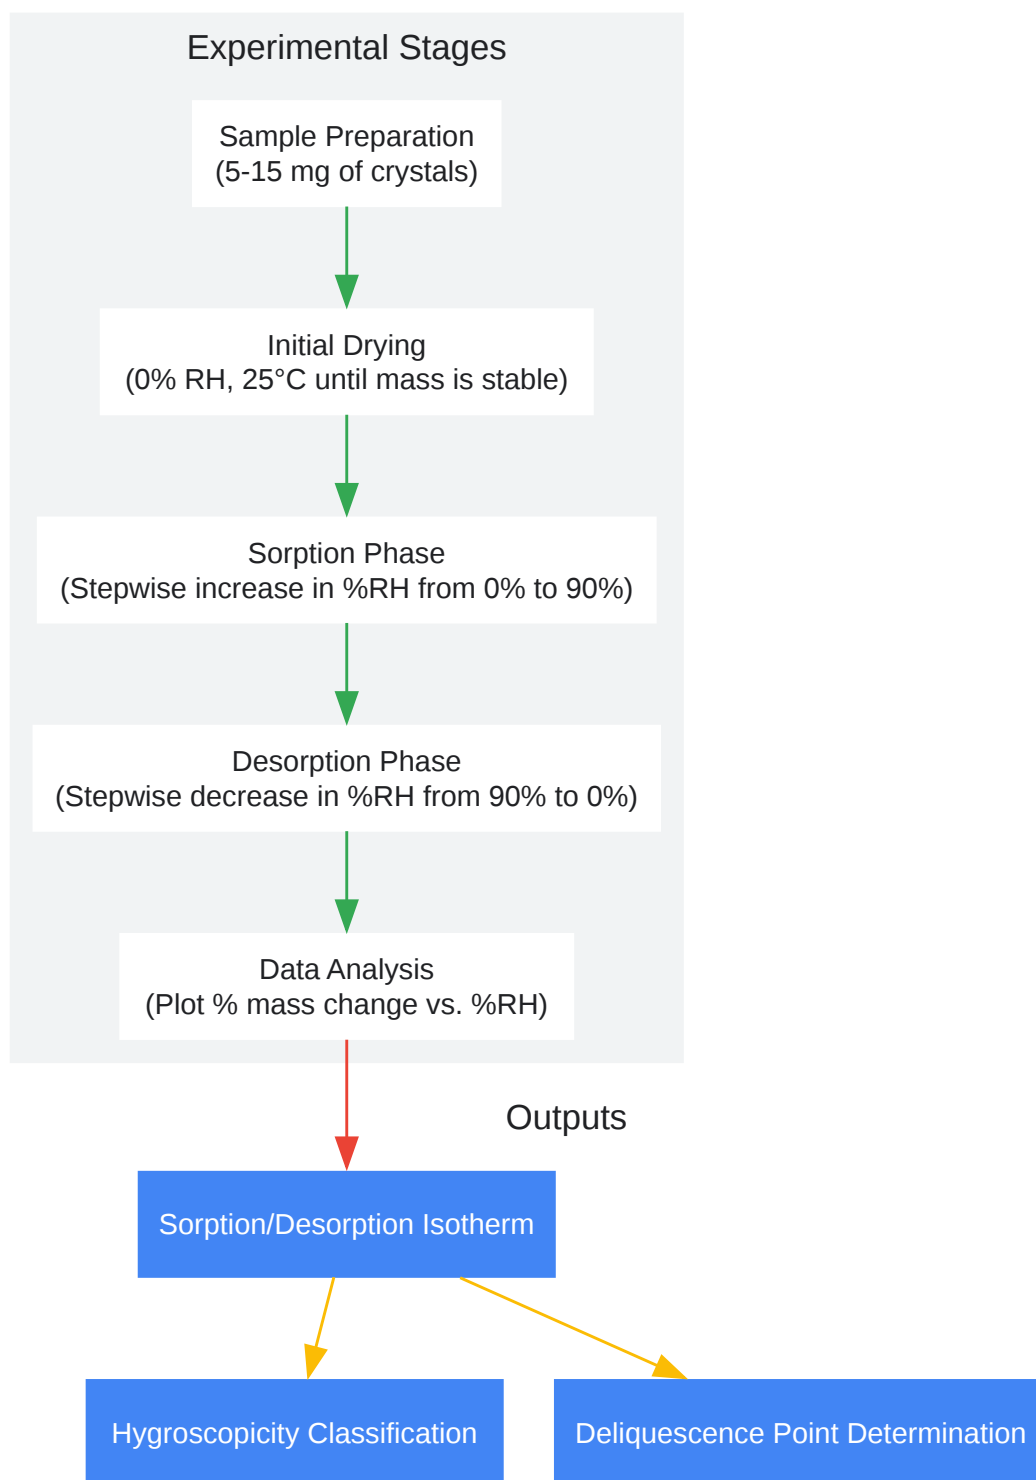 Experimental Stages
Sample Preparation
(5-15 mg of crystals)
Initial Drying
(0% RH, 25°C until mass is stable)
Sorption Phase
(Stepwise increase in %RH from 0% to 90%)
Desorption Phase
(Stepwise decrease in %RH from 90% to 0%)
Data Analysis
(Plot % mass change vs. %RH)
Outputs
Sorption/Desorption Isotherm
Hygroscopicity Classification
Deliquescence Point Determination